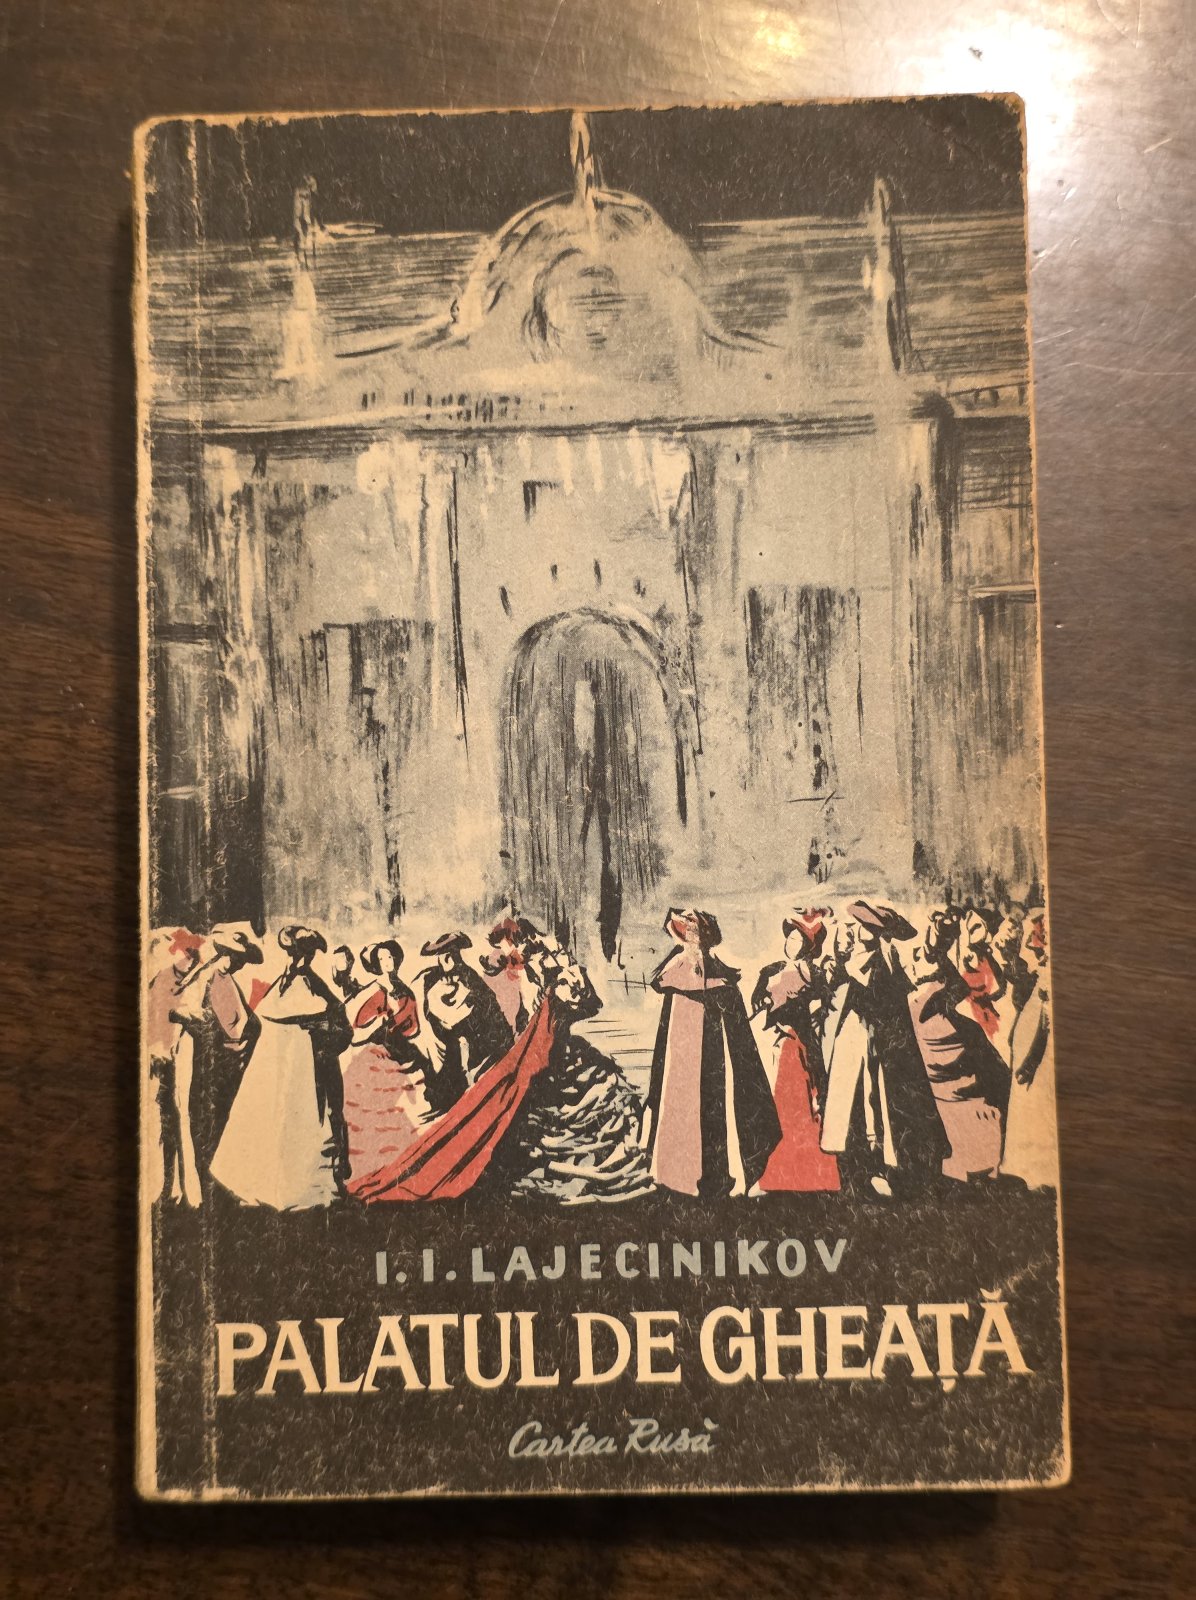 I. I. LAJECINIKOV
PALATUL DE GHEAȚĂ
Cartea Rusă